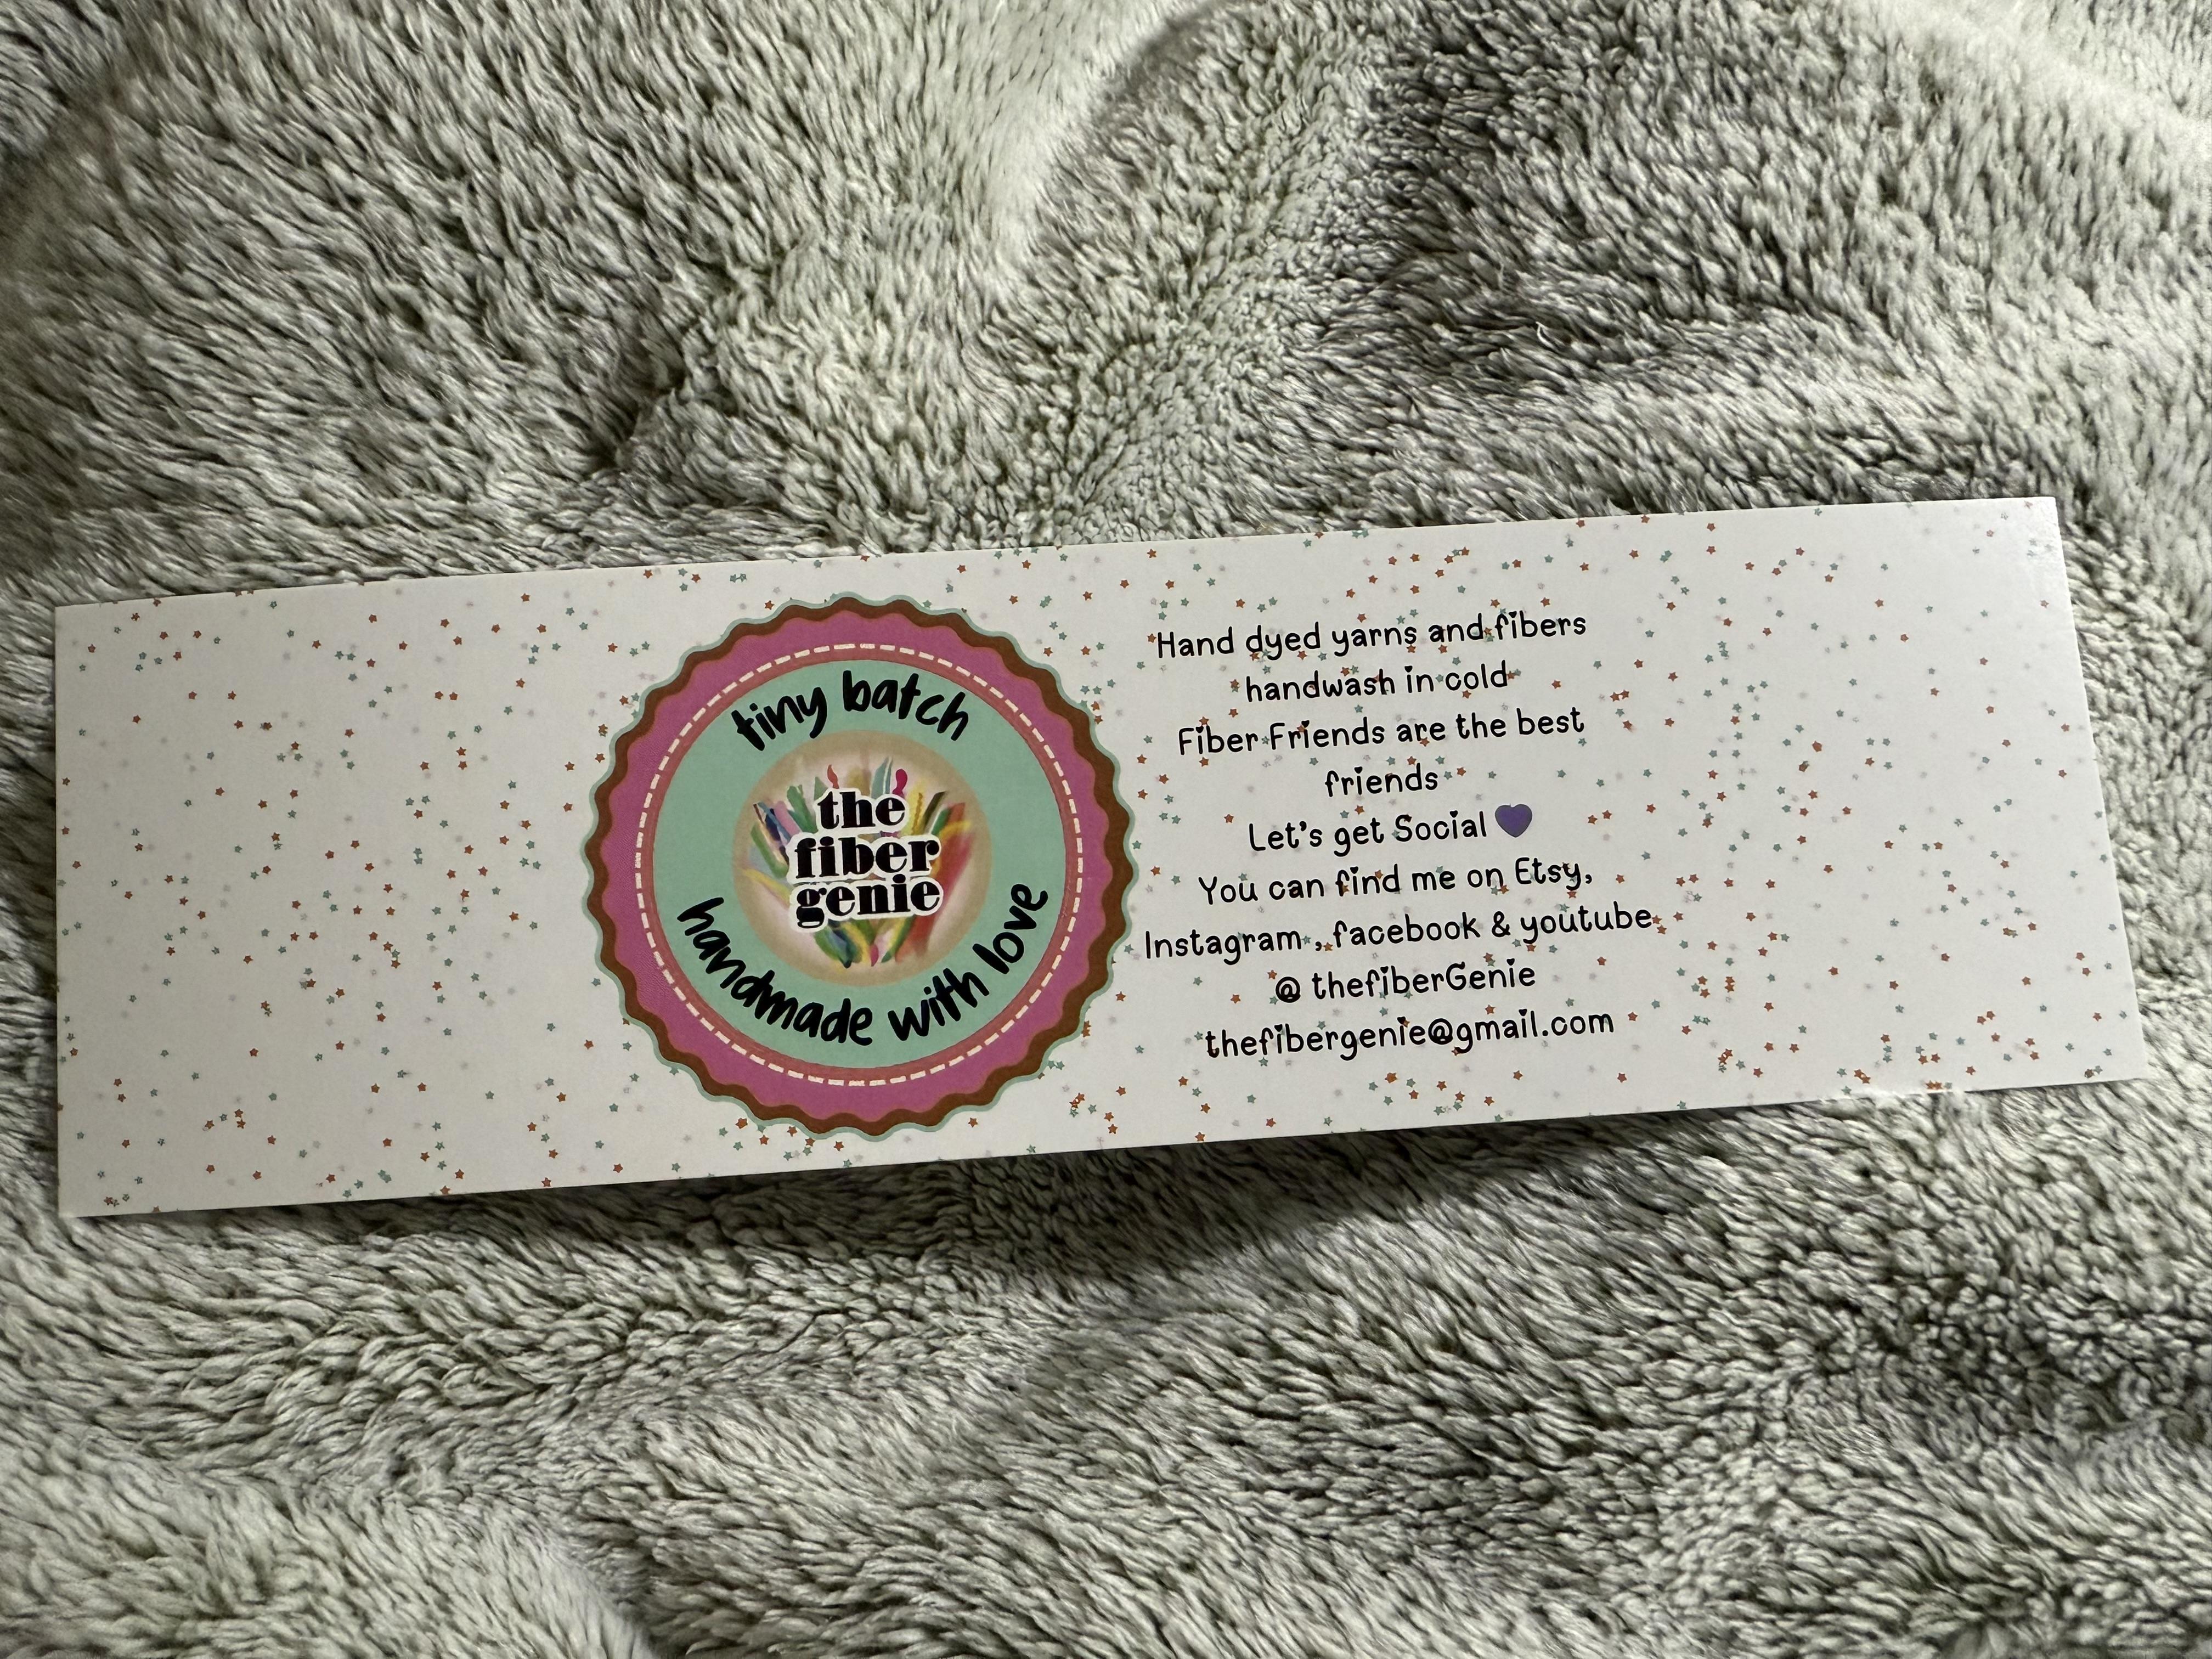 tiny batch
the
fiber
genie
handmade with love
Hand dyed yarns and fibers
handwash in cold
Fiber Friends are the best
friends
Let's get Social 💜
You can find me on Etsy,
Instagram , facebook & youtube
@ thefiberGenie
thefibergenie@gmail.com